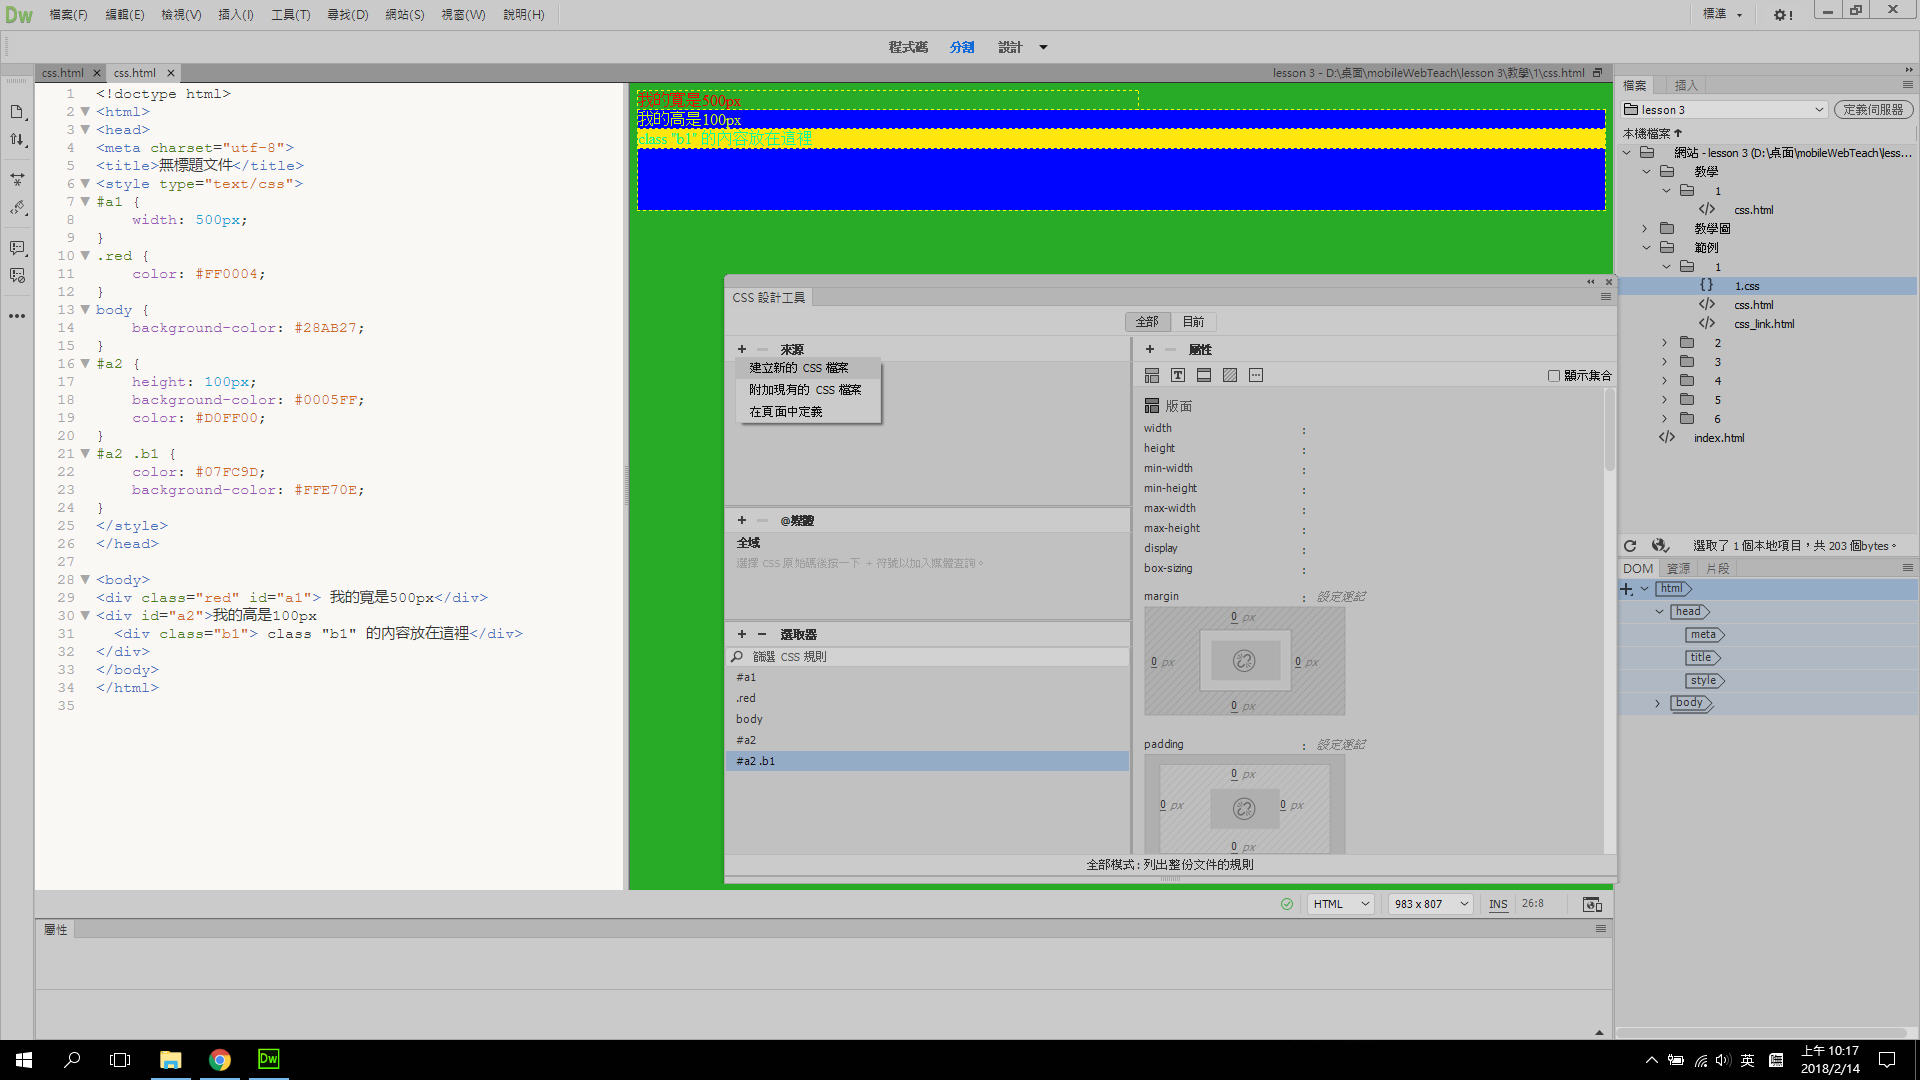 Dw 檔案(F) 編輯(E) 檢視(V) 插入(I) 工具(T) 尋找(D) 網站(S) 視窗(W) 說明(H) 標準
程式碼 分割 設計
css.html css.html lesson 3 - D:\桌面\mobileWebTeach\lesson 3\教學\1\css.html
1 <!doctype html>
2 <html>
3 <head>
4 <meta charset="utf-8">
5 <title>無標題文件</title>
6 <style type="text/css">
7 #a1 {
8 width: 500px;
9 }
10 .red {
11 color: #FF0004;
12 }
13 body {
14 background-color: #28AB27;
15 }
16 #a2 {
17 height: 100px;
18 background-color: #0005FF;
19 color: #D0FF00;
20 }
21 #a2 .b1 {
22 color: #07FC9D;
23 background-color: #FFE70E;
24 }
25 </style>
26 </head>
27
28 <body>
29 <div class="red" id="a1"> 我的寬是500px</div>
30 <div id="a2">我的高是100px
31 <div class="b1"> class "b1" 的內容放在這裡</div>
32 </div>
33 </body>
34 </html>
35
我的寬是500px
我的高是100px
class "b1" 的內容放在這裡
CSS 設計工具
全部 目前
來源
建立新的 CSS 檔案
附加現有的 CSS 檔案
在頁面中定義
@媒體
全域
選擇 CSS 原始碼後按一下 + 符號以加入媒體查詢。
選取器
篩選 CSS 規則
#a1
.red
body
#a2
#a2 .b1
屬性
顯示集合
版面
width :
height :
min-width :
min-height :
max-width :
max-height :
display :
box-sizing :
margin : 設定速記
0 px
0 px 0 px
0 px
padding : 設定速記
0 px
0 px 0 px
0 px
全部模式 : 列出整份文件的規則
HTML 983 x 807 INS 26:8
屬性
檔案 插入
lesson 3 定義伺服器
本機檔案
網站 - lesson 3 (D:\桌面\mobileWebTeach\less...
教學
1
css.html
教學圖
範例
1
1.css
css.html
css_link.html
2
3
4
5
6
index.html
選取了 1 個本地項目，共 203 個bytes。
DOM 資源 片段
html
head
meta
title
style
body
Dw
英
上午 10:17
2018/2/14